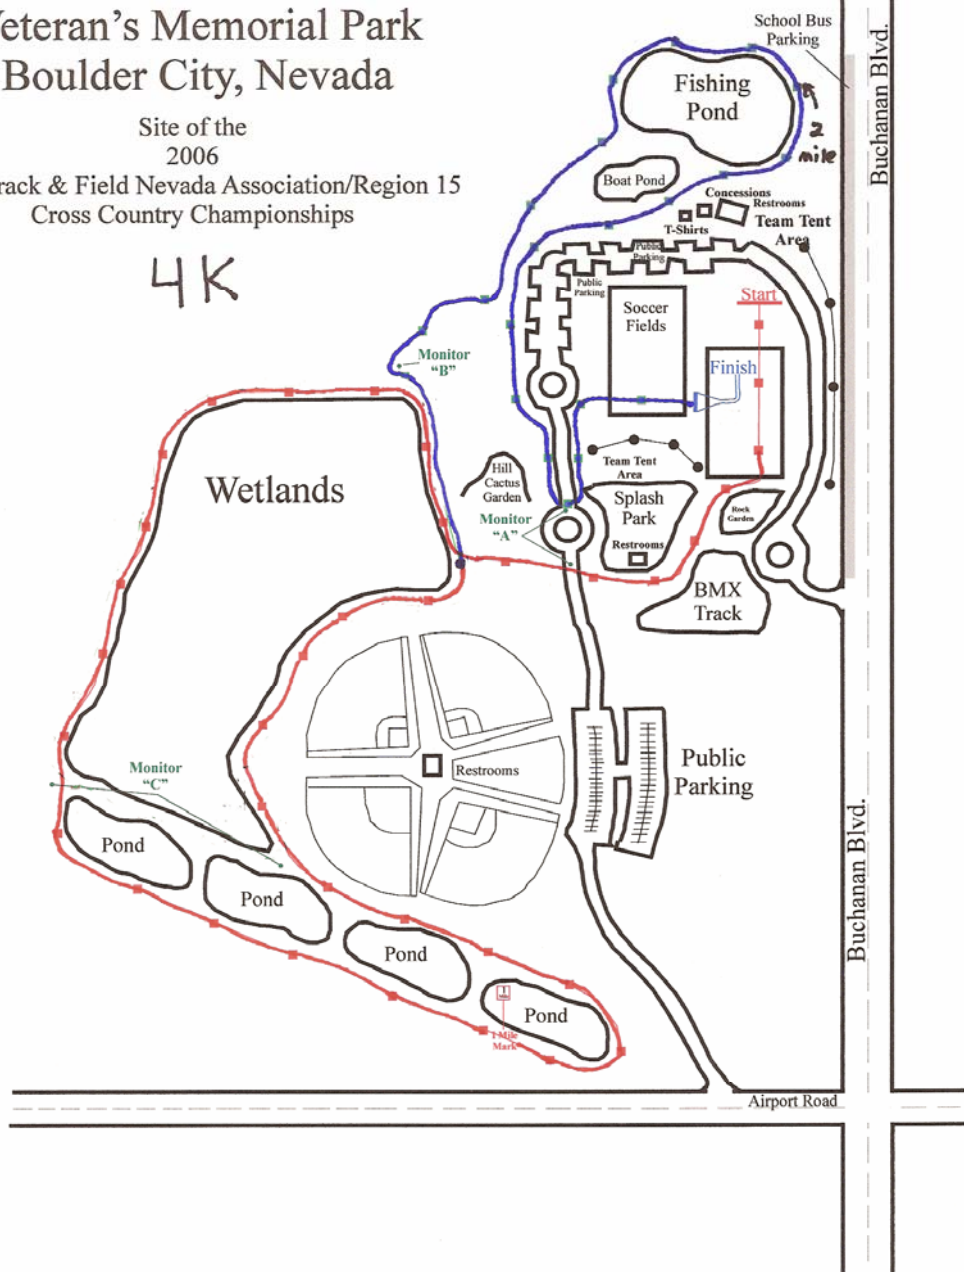 eteran's Memorial Park
Boulder City, Nevada
Site of the
2006
rack & Field Nevada Association/Region 15
Cross Country Championships
4K
School Bus
Parking
Buchanan Blvd.
Fishing
Pond
2
mile
Boat Pond
Concessions
Restrooms
T-Shirts
Team Tent
Area
Public
Parking
Public
Parking
Soccer
Fields
Start
Finish
Monitor
"B"
Wetlands
Hill
Cactus
Garden
Team Tent
Area
Splash
Park
Restrooms
Rock
Garden
Monitor
"A"
BMX
Track
Restrooms
Public
Parking
Monitor
"C"
Pond
Pond
Pond
Pond
1 Mile
Mark
Buchanan Blvd.
Airport Road